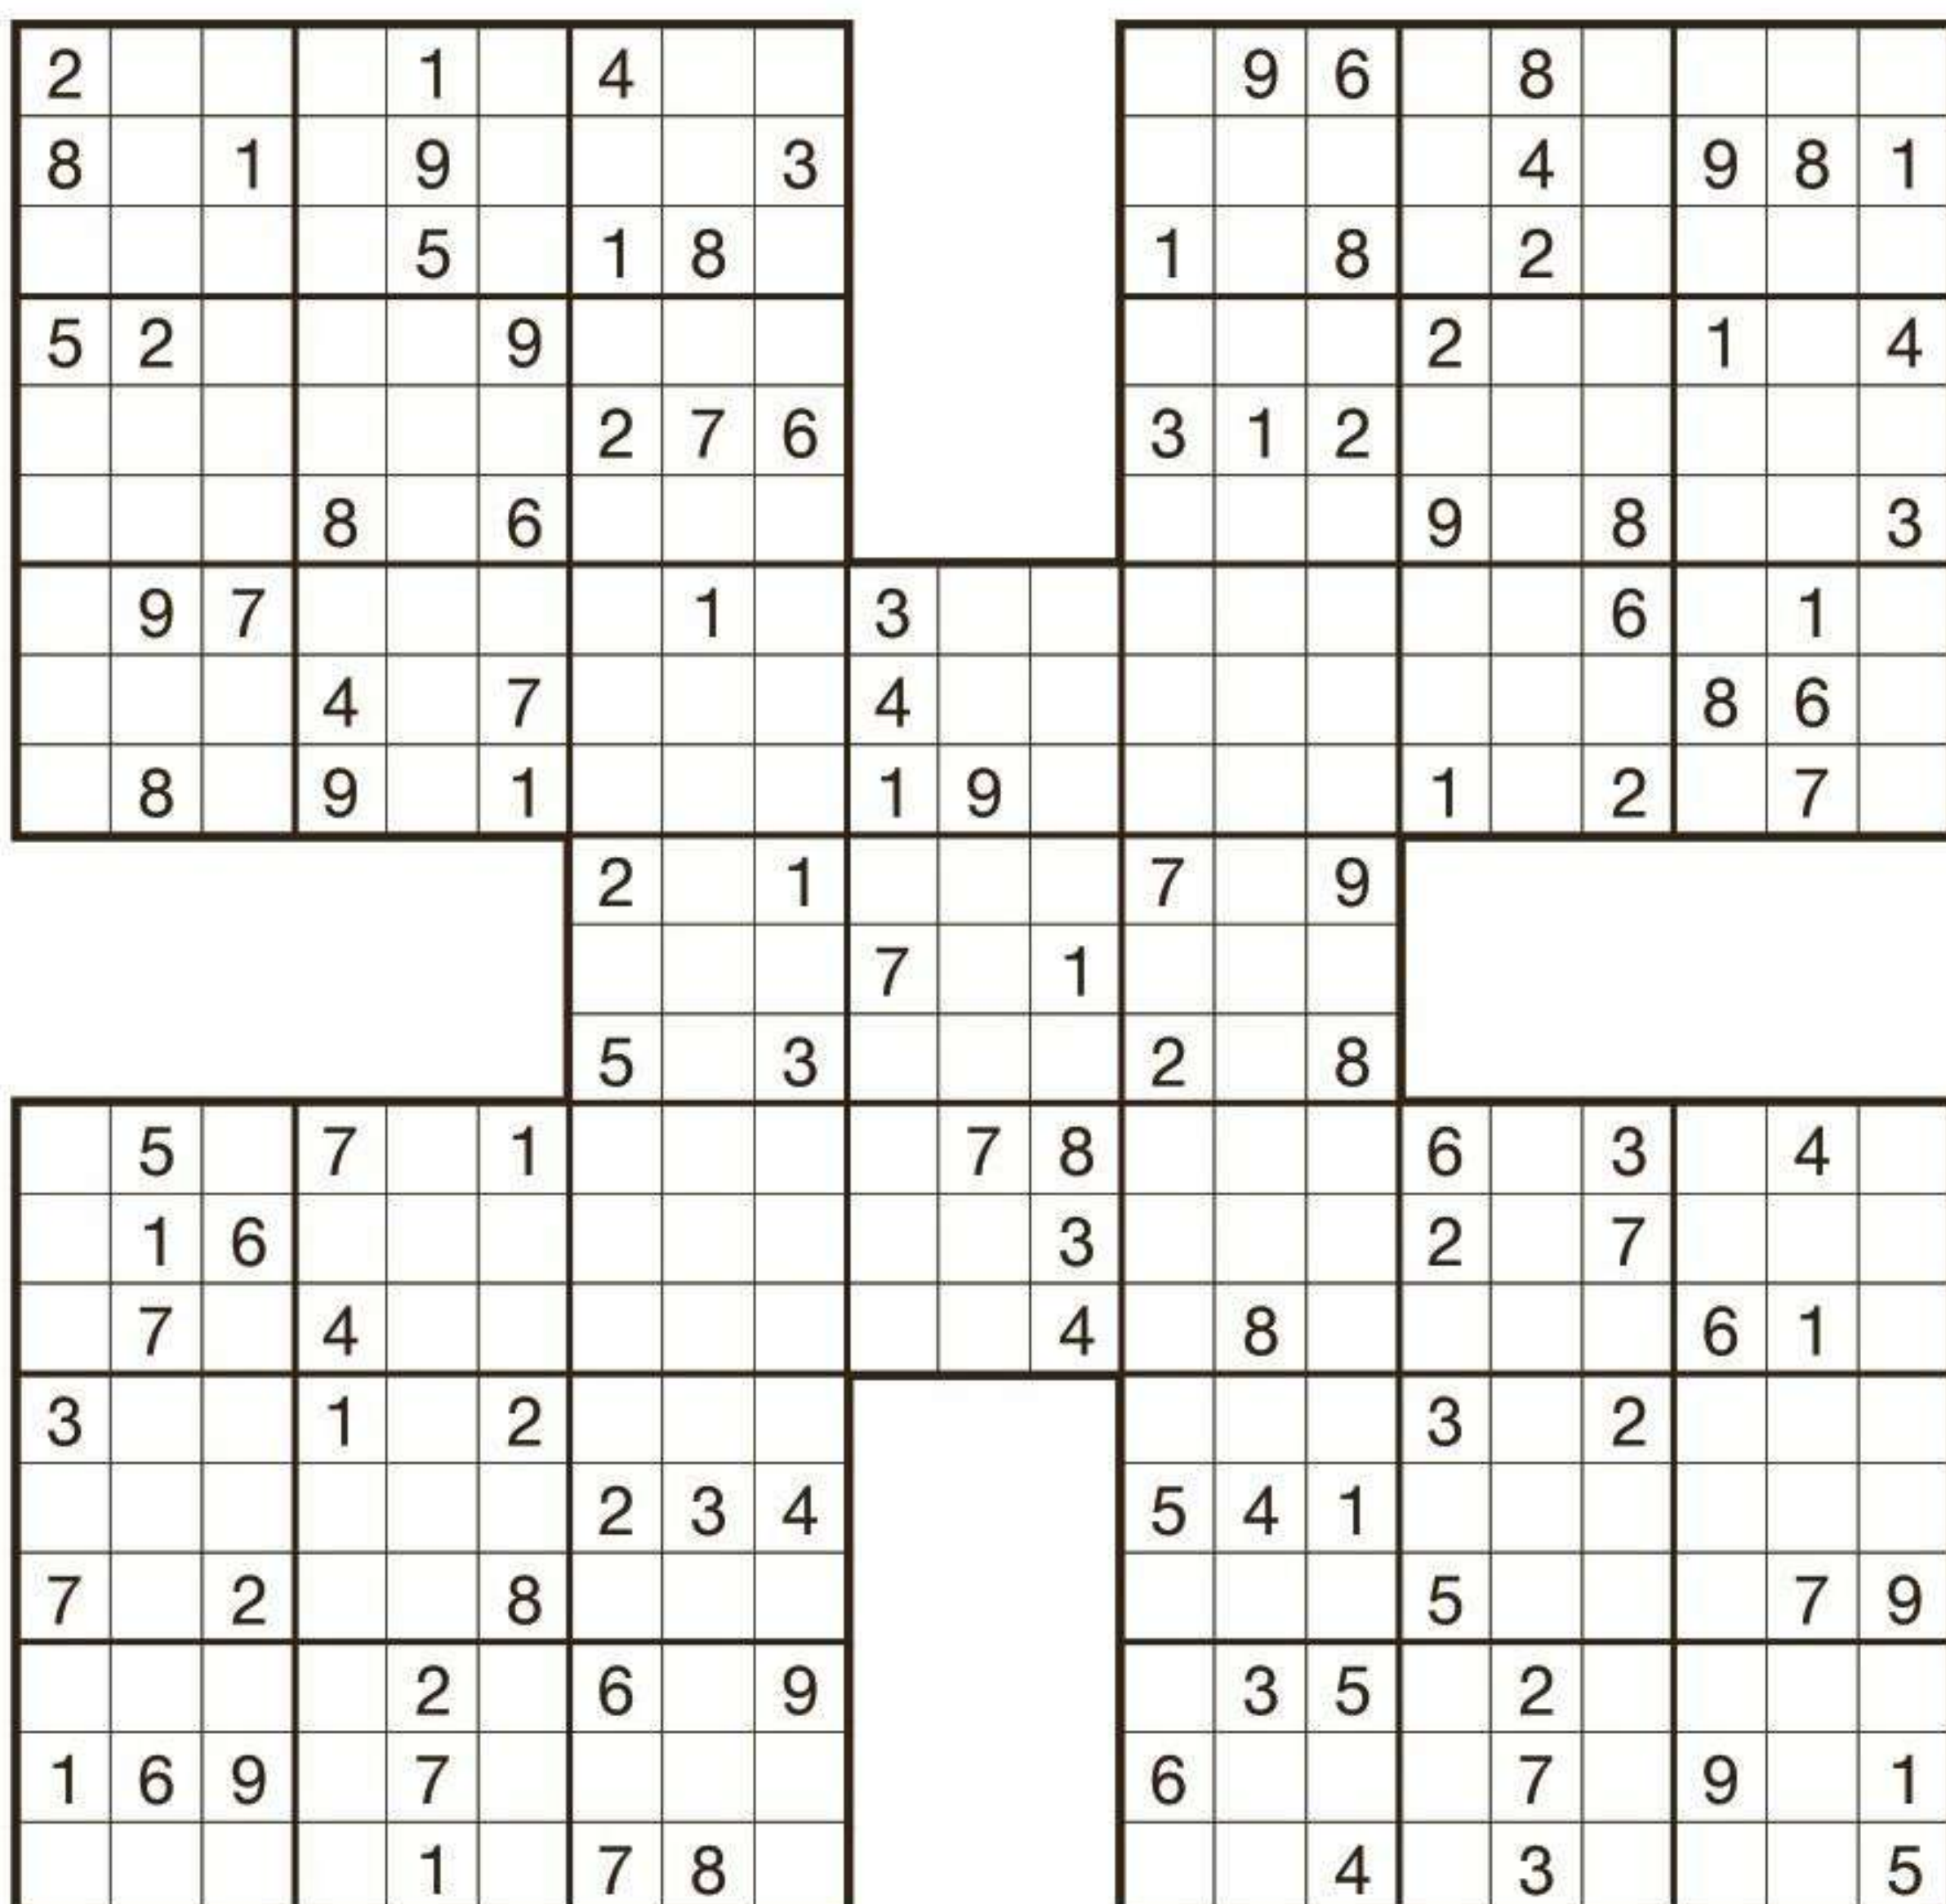 2 1 4 9 6 8
8 1 9 3 4 9 8 1
5 1 8 1 8 2
5 2 9 2 1 4
2 7 6 3 1 2
8 6 9 8 3
9 7 1 3 6 1
4 7 4 8 6
8 9 1 1 9 1 2 7
2 1 7 9
7 1
5 3 2 8
5 7 1 7 8 6 3 4
1 6 3 2 7
7 4 4 8 6 1
3 1 2 3 2
2 3 4 5 4 1
7 2 8 5 7 9
2 6 9 3 5 2
1 6 9 7 6 7 9 1
1 7 8 4 3 5